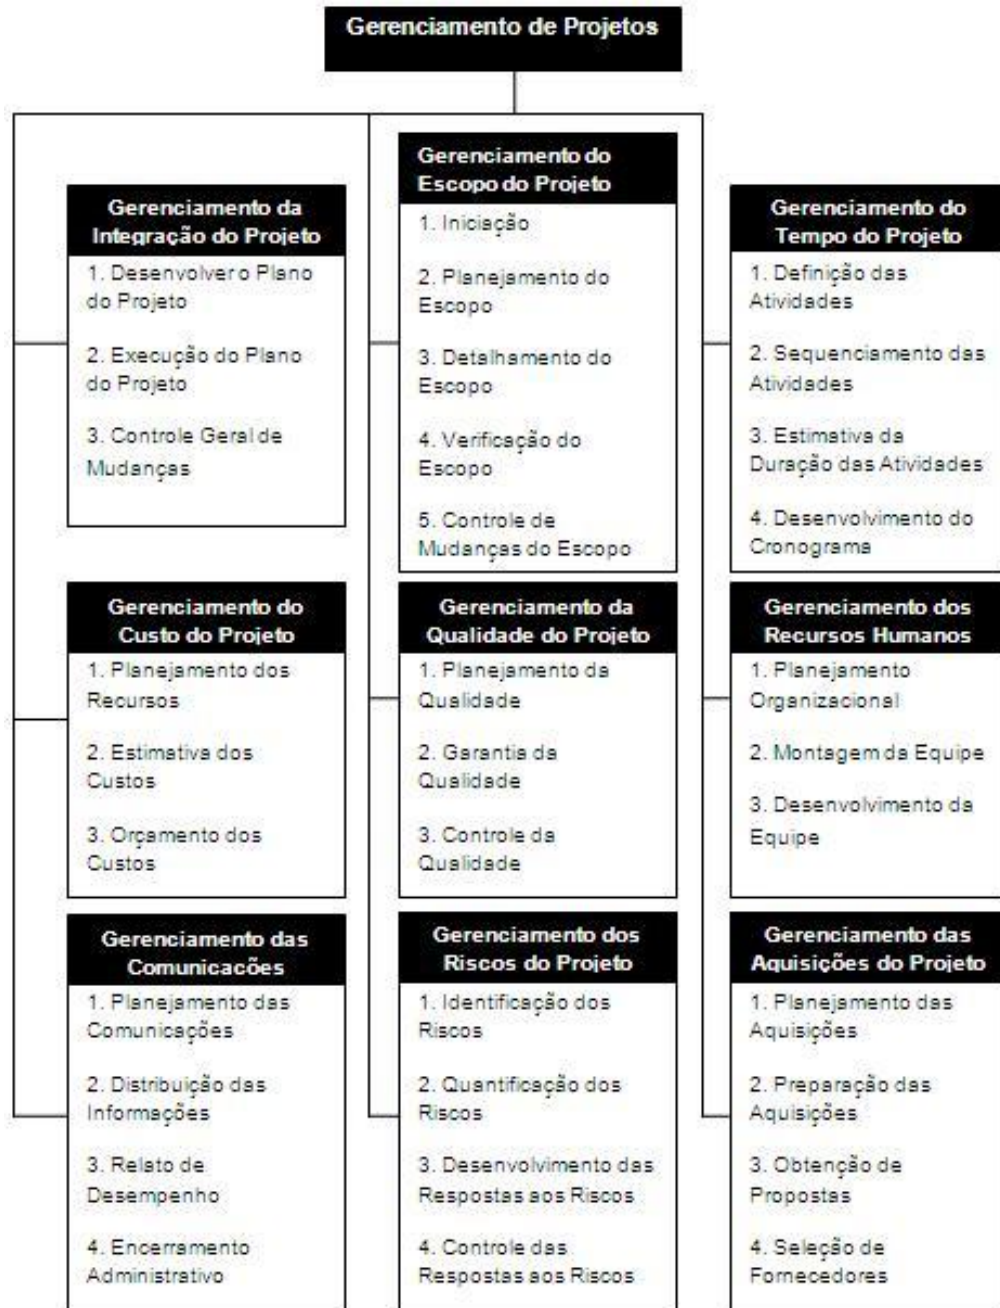 Gerenciamento de Projetos
Gerenciamento da
Integração do Projeto
1. Desenvolver o Plano
do Projeto
2. Execução do Plano
do Projeto
3. Controle Geral de
Mudanças
Gerenciamento do
Escopo do Projeto
1. Iniciação
2. Planejamento do
Escopo
3. Detalhamento do
Escopo
4. Verificação do
Escopo
5. Controle de
Mudanças do Escopo
Gerenciamento do
Tempo do Projeto
1. Definição das
Atividades
2. Sequenciamento das
Atividades
3. Estimativa da
Duração das Atividades
4. Desenvolvimento do
Cronograma
Gerenciamento do
Custo do Projeto
1. Planejamento dos
Recursos
2. Estimativa dos
Custos
3. Orçamento dos
Custos
Gerenciamento da
Qualidade do Projeto
1. Planejamento da
Qualidade
2. Garantia da
Qualidade
3. Controle da
Qualidade
Gerenciamento dos
Recursos Humanos
1. Planejamento
Organizacional
2. Montagem da Equipe
3. Desenvolvimento da
Equipe
Gerenciamento das
Comunicações
1. Planejamento das
Comunicações
2. Distribuição das
Informações
3. Relato de
Desempenho
4. Encerramento
Administrativo
Gerenciamento dos
Riscos do Projeto
1. Identificação dos
Riscos
2. Quantificação dos
Riscos
3. Desenvolvimento das
Respostas aos Riscos
4. Controle das
Respostas aos Riscos
Gerenciamento das
Aquisições do Projeto
1. Planejamento das
Aquisições
2. Preparação das
Aquisições
3. Obtenção de
Propostas
4. Seleção de
Fornecedores